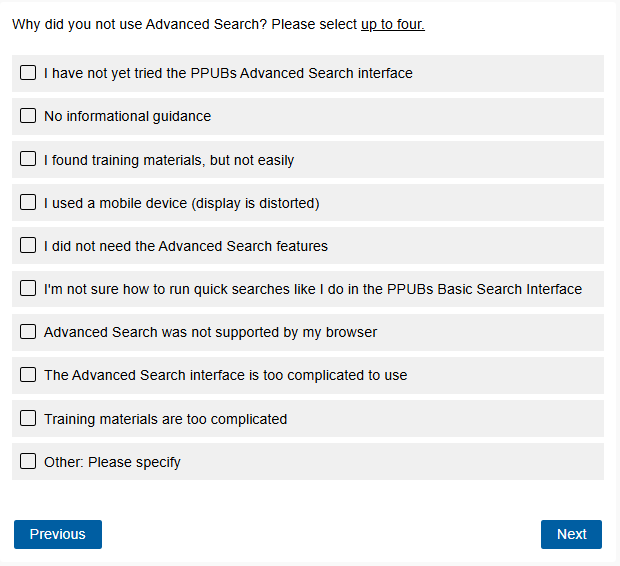 Why did you not use Advanced Search? Please select up to four.
I have not yet tried the PPUBs Advanced Search interface
No informational guidance
I found training materials, but not easily
I used a mobile device (display is distorted)
I did not need the Advanced Search features
I'm not sure how to run quick searches like I do in the PPUBs Basic Search Interface
Advanced Search was not supported by my browser
The Advanced Search interface is too complicated to use
Training materials are too complicated
Other: Please specify
Previous
Next